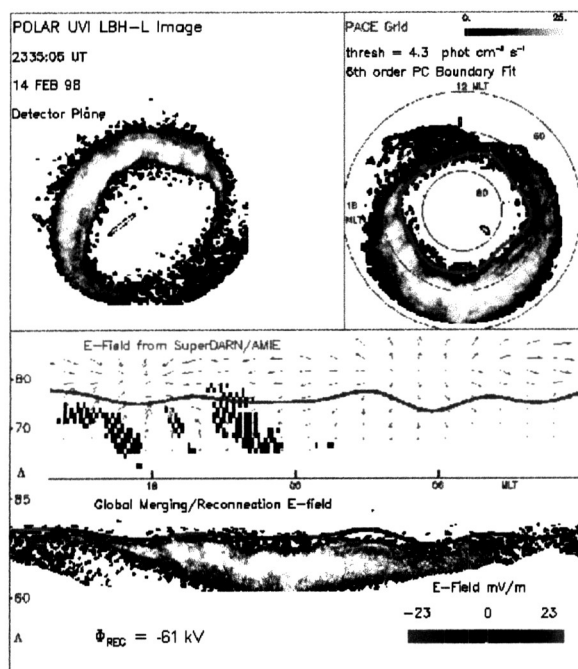 POLAR UVI LBH-L Image
2335:05 UT
14 FEB 98
Detector Plane
PACE Grid
0. 25.
thresh = 4.3 phot cm⁻² s⁻¹
6th order PC Boundary Fit
12 MLT
60
80
18
MLT
E-Field from SuperDARN/AMIE
80
70
Λ
18 00 06 MLT
85
Global Merging/Reconneation E-field
60
E-Field mV/m
-23 0 23
Λ
Φ_REC = -61 kV